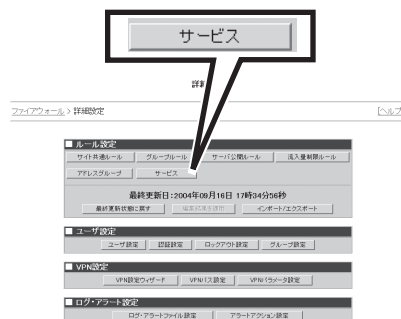 サービス
詳細
ファイアウォール > 詳細設定 [ヘルプ
■ ルール設定
サイト共通ルール グループルール サーバ公開ルール 流入量制限ルール
アドレスグループ サービス
最終更新日:2004年09月16日 17時34分56秒
最終更新状態に戻す 編集結果を適用 インポート/エクスポート
■ ユーザ設定
ユーザ設定 認証設定 ロックアウト設定 グループ設定
■ VPN設定
VPN設定ウィザード VPNパス設定 VPNパラメータ設定
■ ログ・アラート設定
ログ・アラートファイル設定 アラートアクション設定